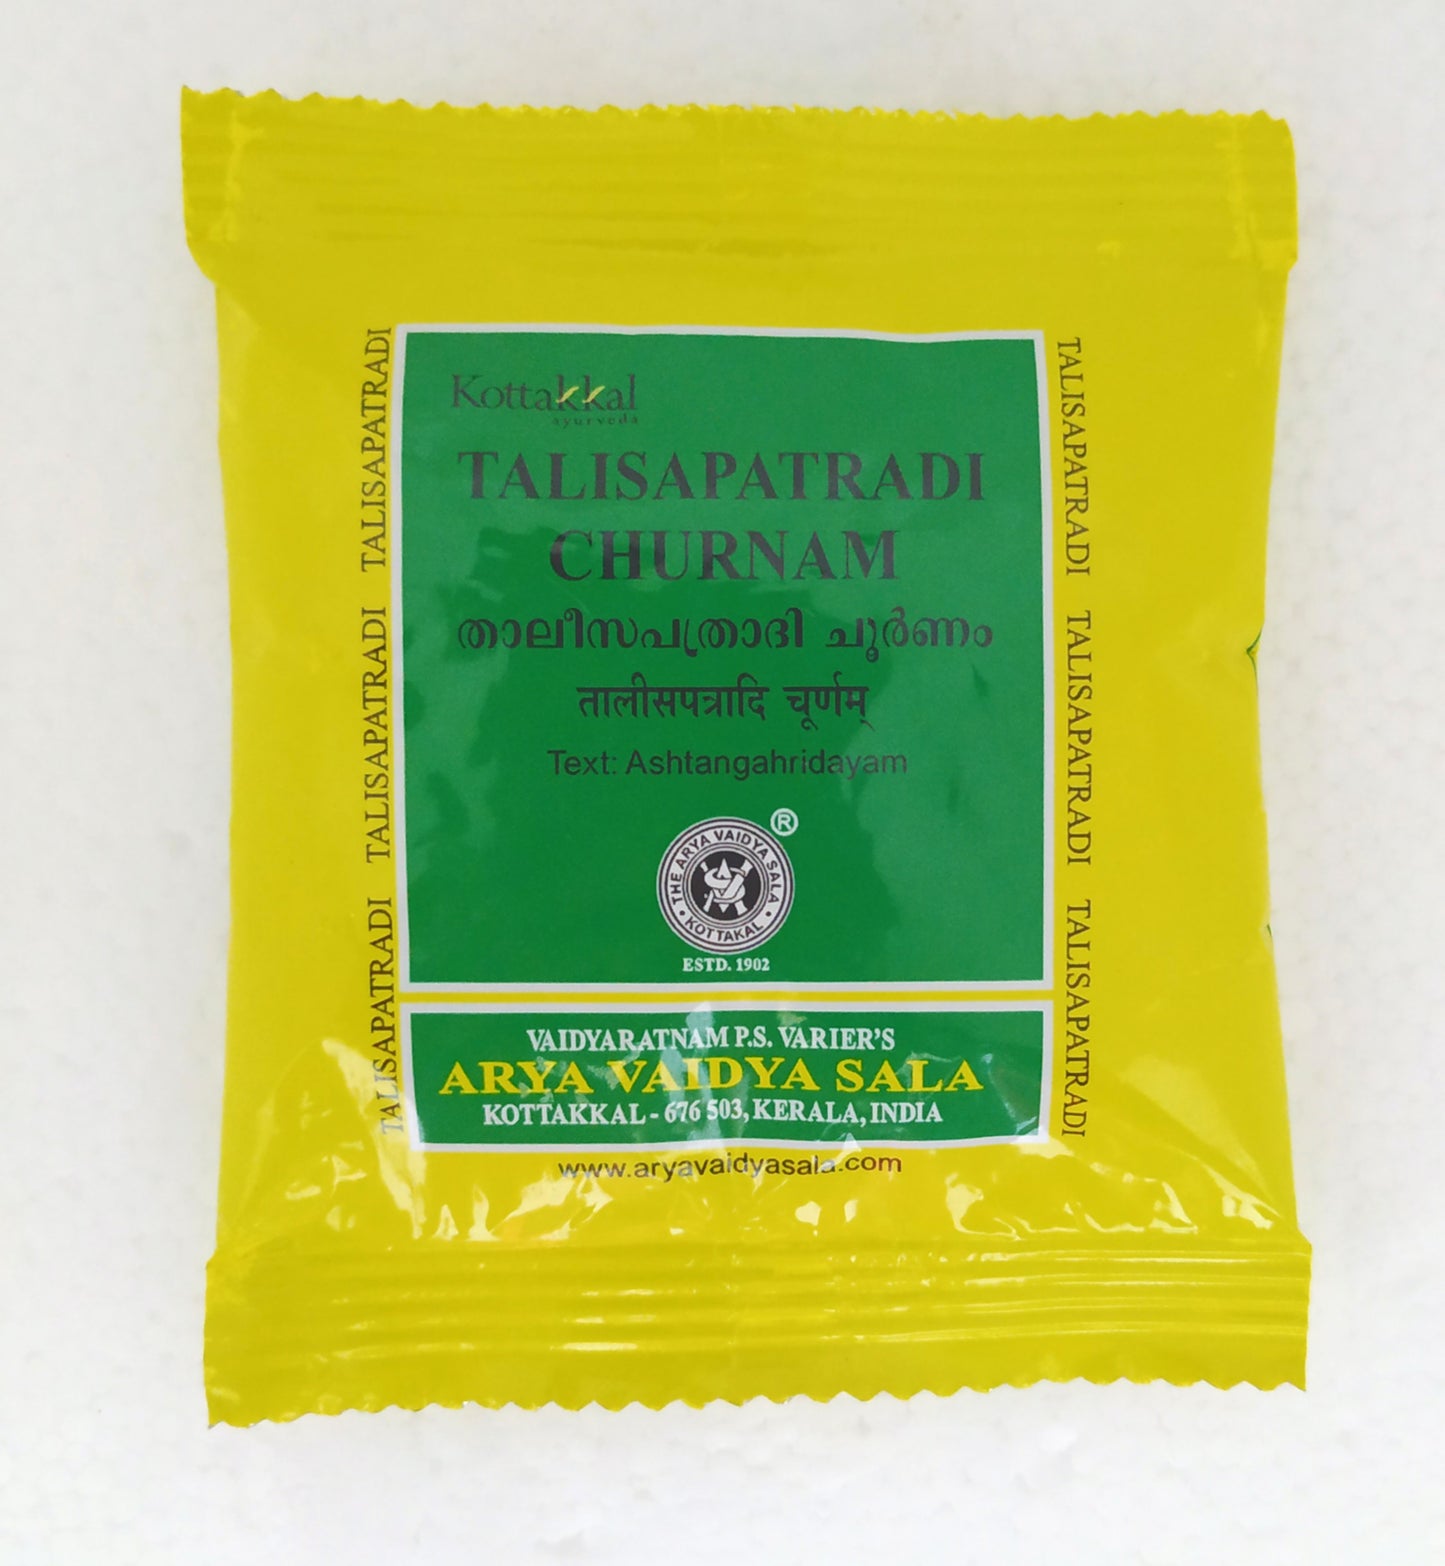 Kottakkal
ayurveda
TALISAPATRADI
CHURNAM
താലീസപത്രാദി ചൂർണം
तालीसपत्रादि चूर्णम्
Text: Ashtangahridayam
®
THE ARYA VAIDYA SALA
• KOTTAKAL •
ESTD. 1902
VAIDYARATNAM P.S. VARIER'S
ARYA VAIDYA SALA
KOTTAKKAL - 676 503, KERALA, INDIA
www.aryavaidyasala.com
TALISAPATRADI TALISAPATRADI TALISAPATRADI
TALISAPATRADI TALISAPATRADI TALISAPATRADI